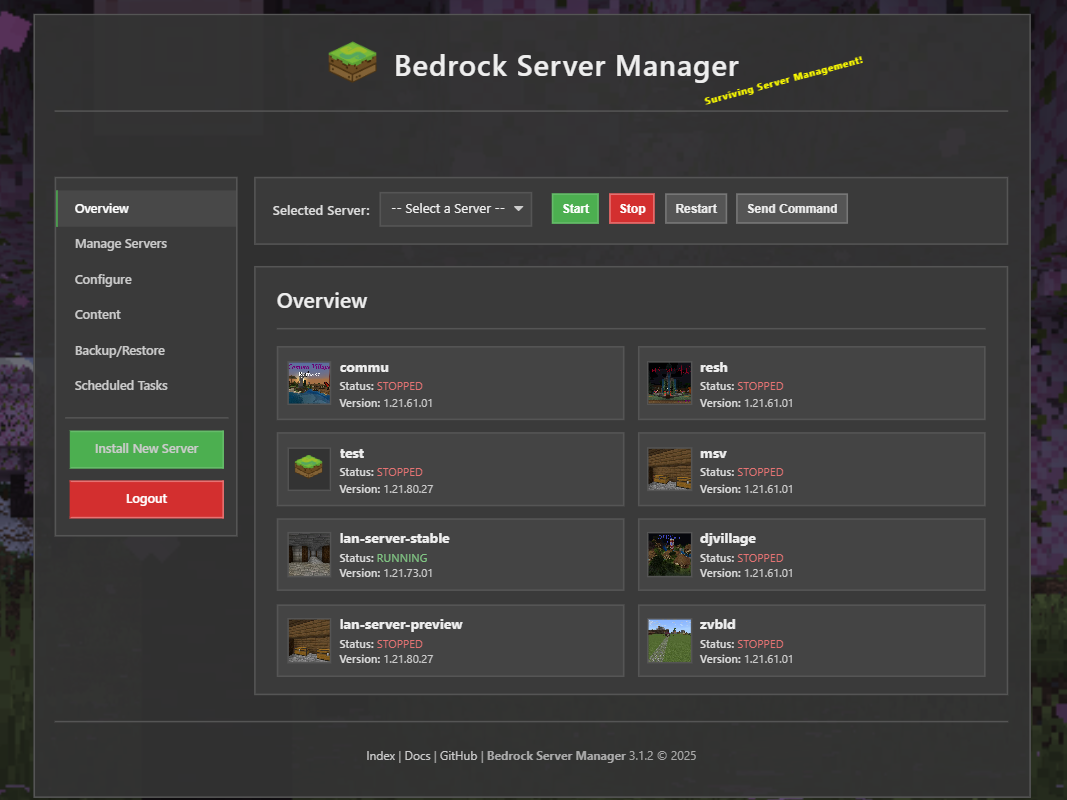 Bedrock Server Manager
Surviving Server Management!
Overview
Manage Servers
Configure
Content
Backup/Restore
Scheduled Tasks
Install New Server
Logout
Selected Server: -- Select a Server -- Start Stop Restart Send Command
Overview
commu
Status: STOPPED
Version: 1.21.61.01
resh
Status: STOPPED
Version: 1.21.61.01
test
Status: STOPPED
Version: 1.21.80.27
msv
Status: STOPPED
Version: 1.21.61.01
lan-server-stable
Status: RUNNING
Version: 1.21.73.01
djvillage
Status: STOPPED
Version: 1.21.61.01
lan-server-preview
Status: STOPPED
Version: 1.21.80.27
zvbld
Status: STOPPED
Version: 1.21.61.01
Index | Docs | GitHub | Bedrock Server Manager 3.1.2 © 2025